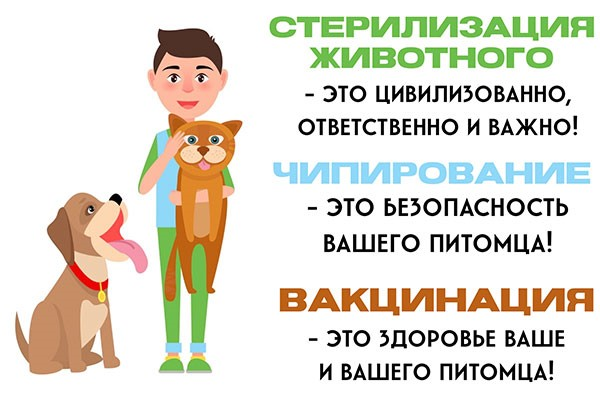 СТЕРИЛИЗАЦИЯ
ЖИВОТНОГО
- ЭТО ЦИВИЛИЗОВАННО,
ОТВЕТСТВЕННО И ВАЖНО!
ЧИПИРОВАНИЕ
- ЭТО БЕЗОПАСНОСТЬ
ВАШЕГО ПИТОМЦА!
ВАКЦИНАЦИЯ
- ЭТО ЗДОРОВЬЕ ВАШЕ
И ВАШЕГО ПИТОМЦА!